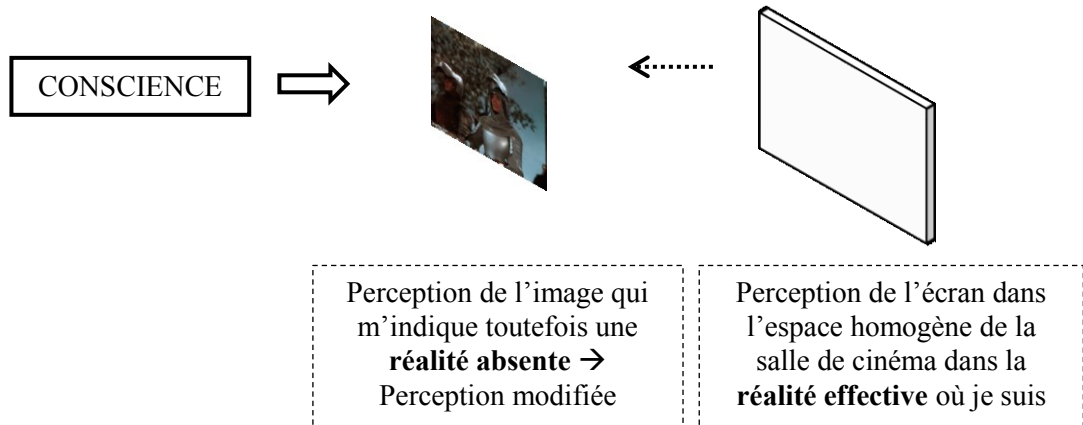 CONSCIENCE
Perception de l’image qui
m’indique toutefois une
réalité absente →
Perception modifiée
Perception de l’écran dans
l’espace homogène de la
salle de cinéma dans la
réalité effective où je suis